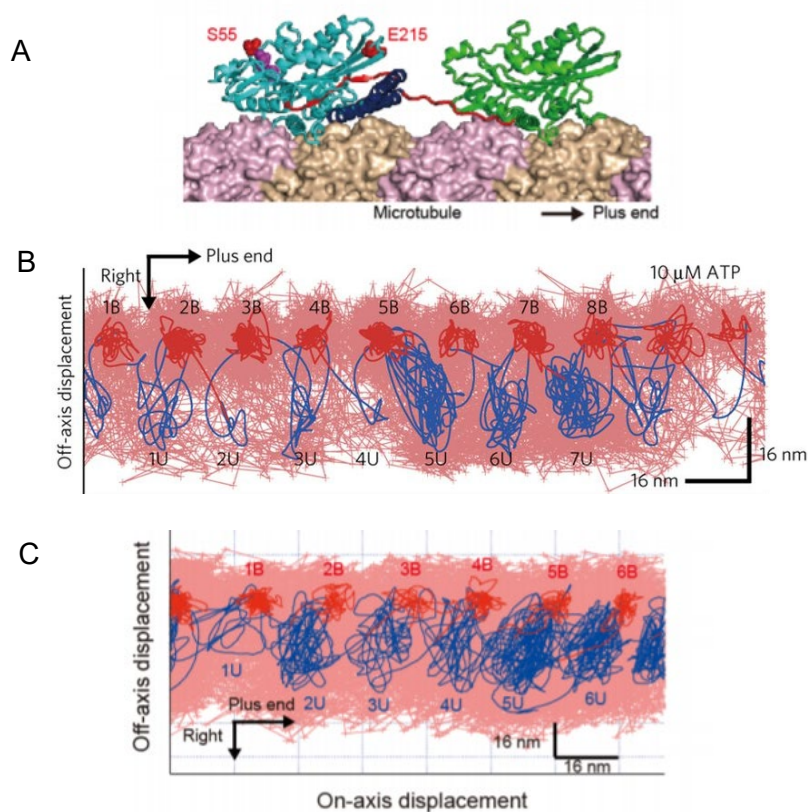 A
S55 E215
Microtubule → Plus end
B
Plus end
Right
10 μM ATP
1B 2B 3B 4B 5B 6B 7B 8B
Off-axis displacement
1U 2U 3U 4U 5U 6U 7U
16 nm
16 nm
C
1B 2B 3B 4B 5B 6B
Off-axis displacement
1U 2U 3U 4U 5U 6U
Plus end
Right
16 nm
16 nm
On-axis displacement